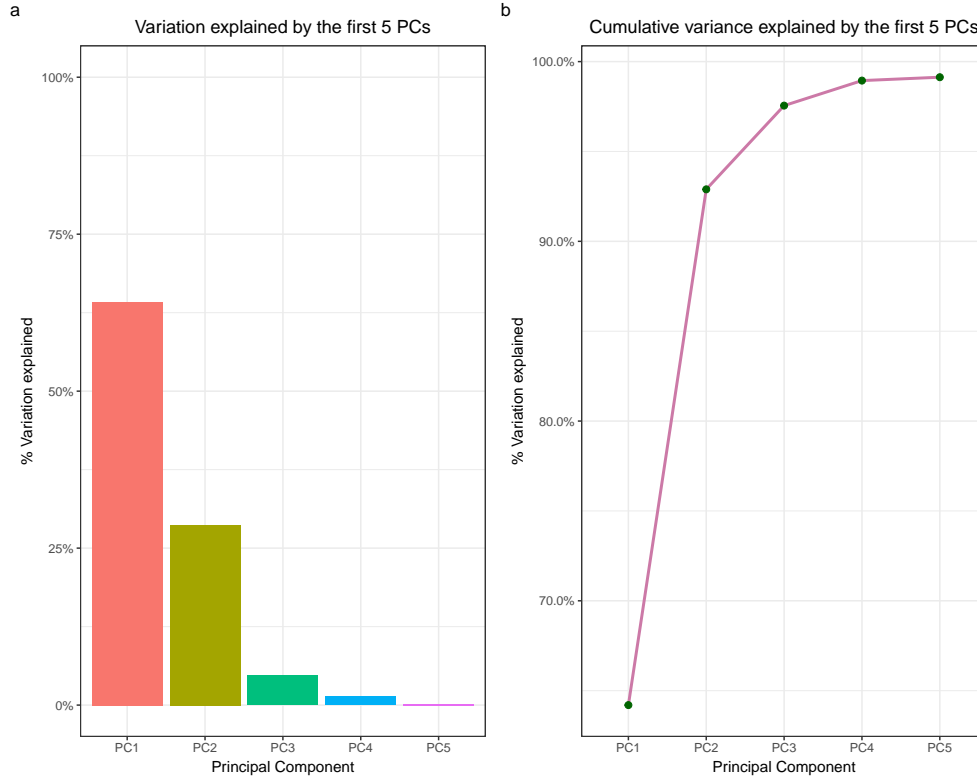 a
Variation explained by the first 5 PCs
100%
75%
50%
25%
0%
% Variation explained
PC1 PC2 PC3 PC4 PC5
Principal Component
b
Cumulative variance explained by the first 5 PCs
100.0%
90.0%
80.0%
70.0%
% Variation explained
PC1 PC2 PC3 PC4 PC5
Principal Component